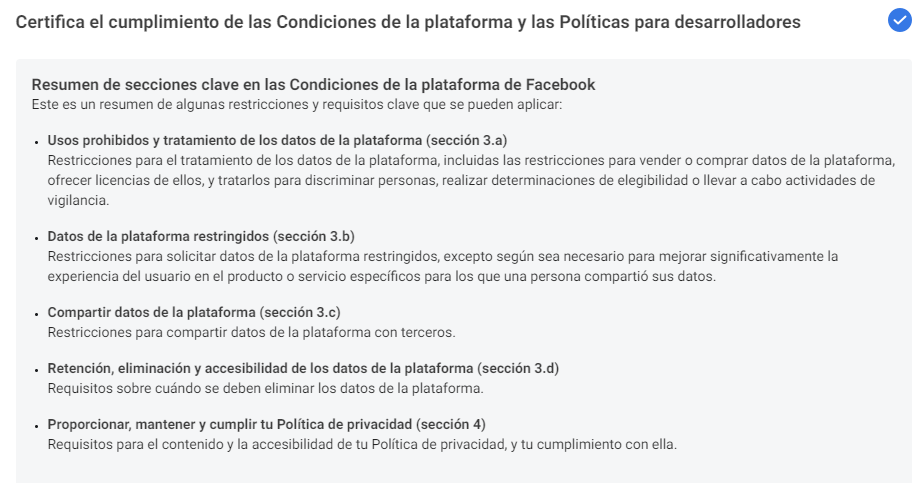 Certifica el cumplimiento de las Condiciones de la plataforma y las Políticas para desarrolladores
Resumen de secciones clave en las Condiciones de la plataforma de Facebook
Este es un resumen de algunas restricciones y requisitos clave que se pueden aplicar:
• Usos prohibidos y tratamiento de los datos de la plataforma (sección 3.a)
Restricciones para el tratamiento de los datos de la plataforma, incluidas las restricciones para vender o comprar datos de la plataforma,
ofrecer licencias de ellos, y tratarlos para discriminar personas, realizar determinaciones de elegibilidad o llevar a cabo actividades de
vigilancia.
• Datos de la plataforma restringidos (sección 3.b)
Restricciones para solicitar datos de la plataforma restringidos, excepto según sea necesario para mejorar significativamente la
experiencia del usuario en el producto o servicio específicos para los que una persona compartió sus datos.
• Compartir datos de la plataforma (sección 3.c)
Restricciones para compartir datos de la plataforma con terceros.
• Retención, eliminación y accesibilidad de los datos de la plataforma (sección 3.d)
Requisitos sobre cuándo se deben eliminar los datos de la plataforma.
• Proporcionar, mantener y cumplir tu Política de privacidad (sección 4)
Requisitos para el contenido y la accesibilidad de tu Política de privacidad, y tu cumplimiento con ella.